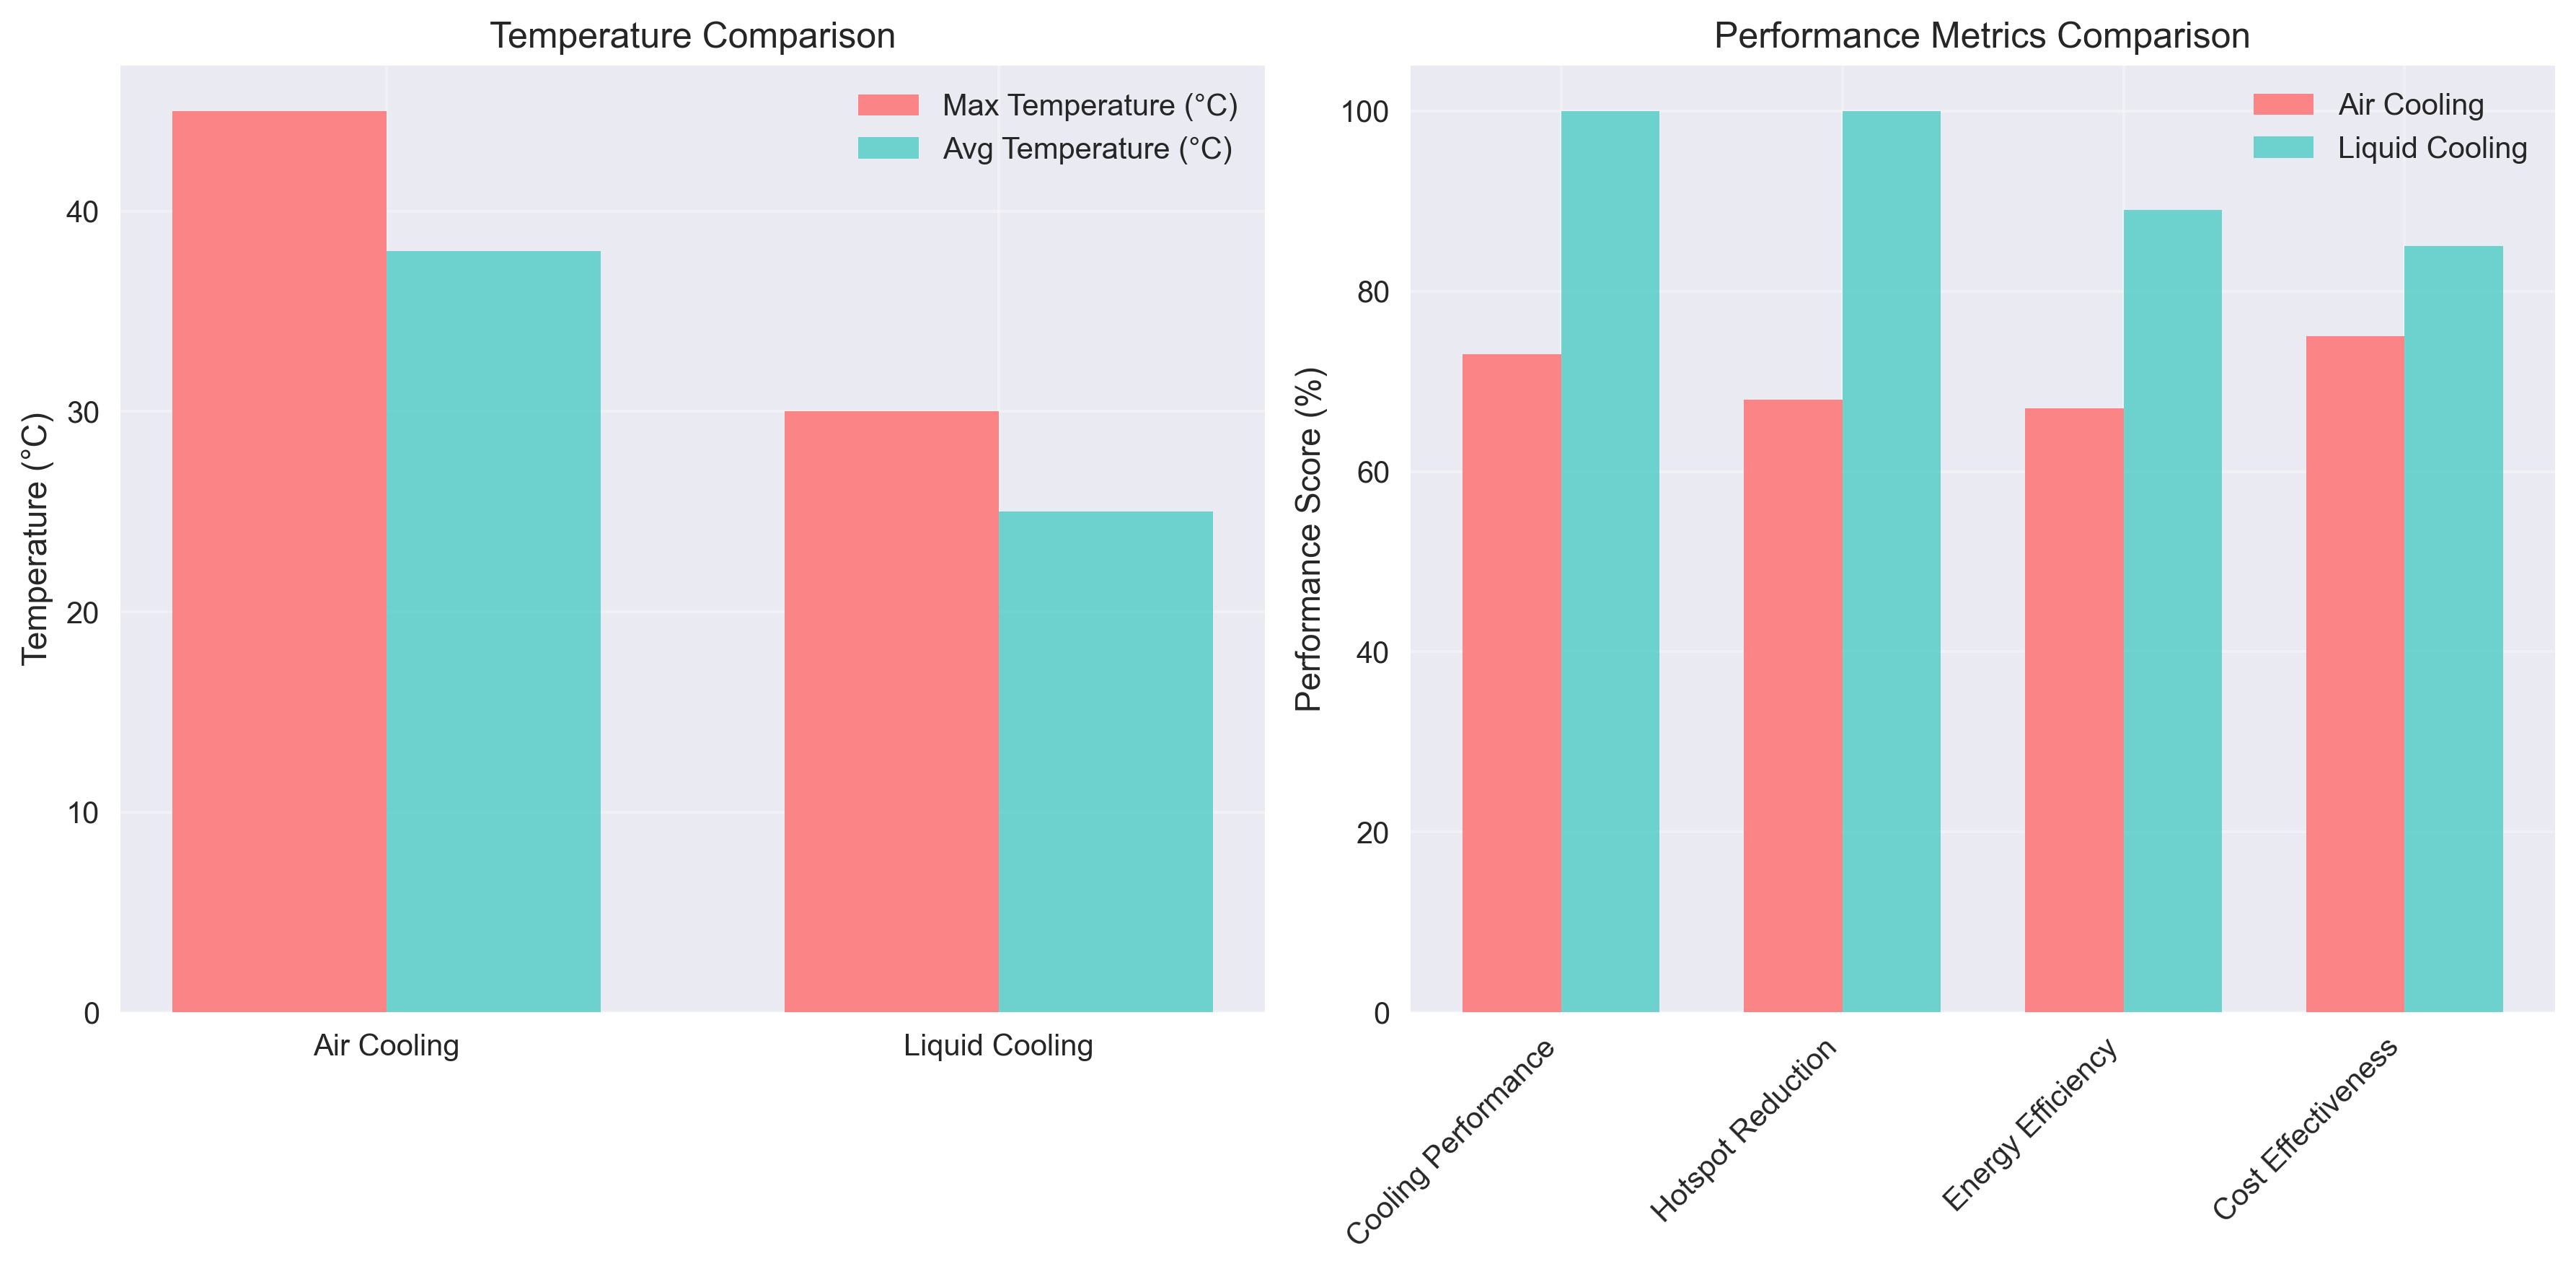 Temperature Comparison
Max Temperature (°C)
Avg Temperature (°C)
Temperature (°C)
40
30
20
10
0
Air Cooling
Liquid Cooling
Performance Metrics Comparison
Air Cooling
Liquid Cooling
Performance Score (%)
100
80
60
40
20
0
Cooling Performance
Hotspot Reduction
Energy Efficiency
Cost Effectiveness